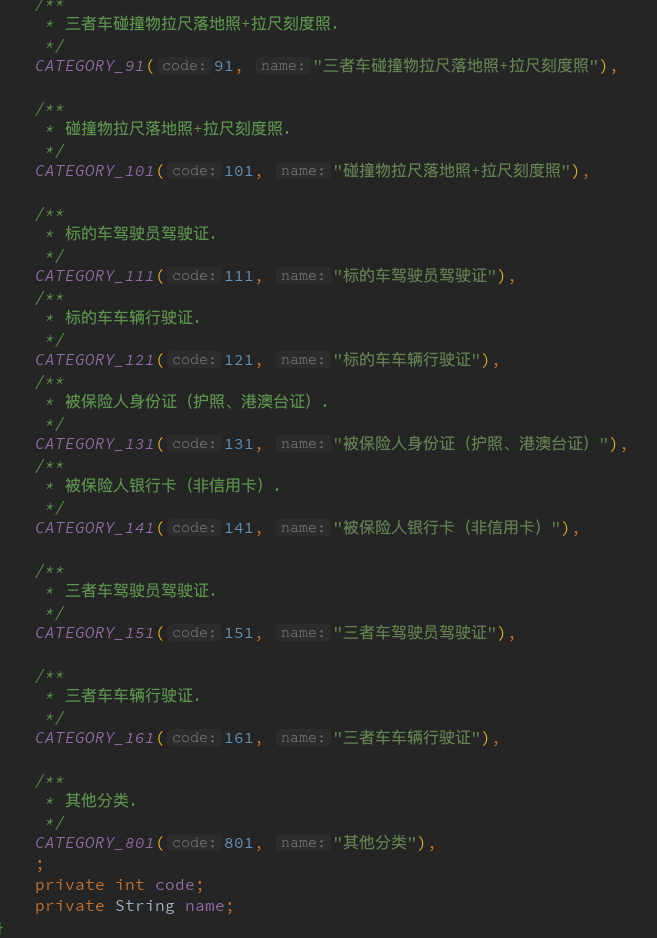 /**
* 三者车碰撞物拉尺落地照+拉尺刻度照.
*/
CATEGORY_91( code: 91, name: "三者车碰撞物拉尺落地照+拉尺刻度照"),
/**
* 碰撞物拉尺落地照+拉尺刻度照.
*/
CATEGORY_101( code: 101, name: "碰撞物拉尺落地照+拉尺刻度照"),
/**
* 标的车驾驶员驾驶证.
*/
CATEGORY_111( code: 111, name: "标的车驾驶员驾驶证"),
/**
* 标的车车辆行驶证.
*/
CATEGORY_121( code: 121, name: "标的车车辆行驶证"),
/**
* 被保险人身份证（护照、港澳台证）.
*/
CATEGORY_131( code: 131, name: "被保险人身份证（护照、港澳台证）"),
/**
* 被保险人银行卡（非信用卡）.
*/
CATEGORY_141( code: 141, name: "被保险人银行卡（非信用卡）"),
/**
* 三者车驾驶员驾驶证.
*/
CATEGORY_151( code: 151, name: "三者车驾驶员驾驶证"),
/**
* 三者车车辆行驶证.
*/
CATEGORY_161( code: 161, name: "三者车车辆行驶证"),
/**
* 其他分类.
*/
CATEGORY_801( code: 801, name: "其他分类"),
;
private int code;
private String name;
}